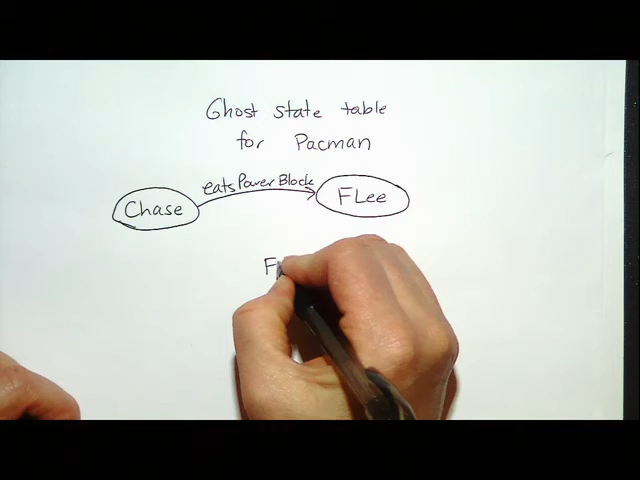 Ghost state table
for Pacman
eats Power Block
Chase
FLee